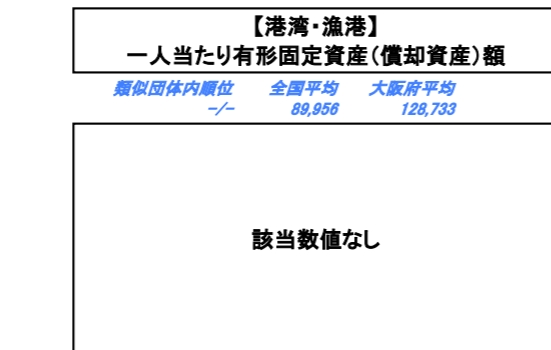 【港湾・漁港】
一人当たり有形固定資産(償却資産)額
類似団体内順位 全国平均 大阪府平均
-/- 89,956 128,733
該当数値なし